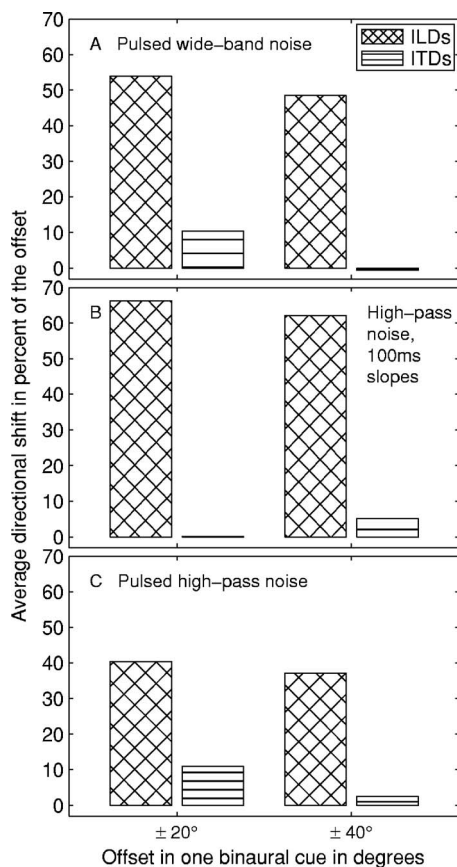 Average directional shift in percent of the offset
70
60
50
40
30
20
10
0
A Pulsed wide-band noise
ILDs
ITDs
70
60
50
40
30
20
10
0
B
High-pass
noise,
100ms
slopes
70
60
50
40
30
20
10
0
C Pulsed high-pass noise
± 20° ± 40°
Offset in one binaural cue in degrees